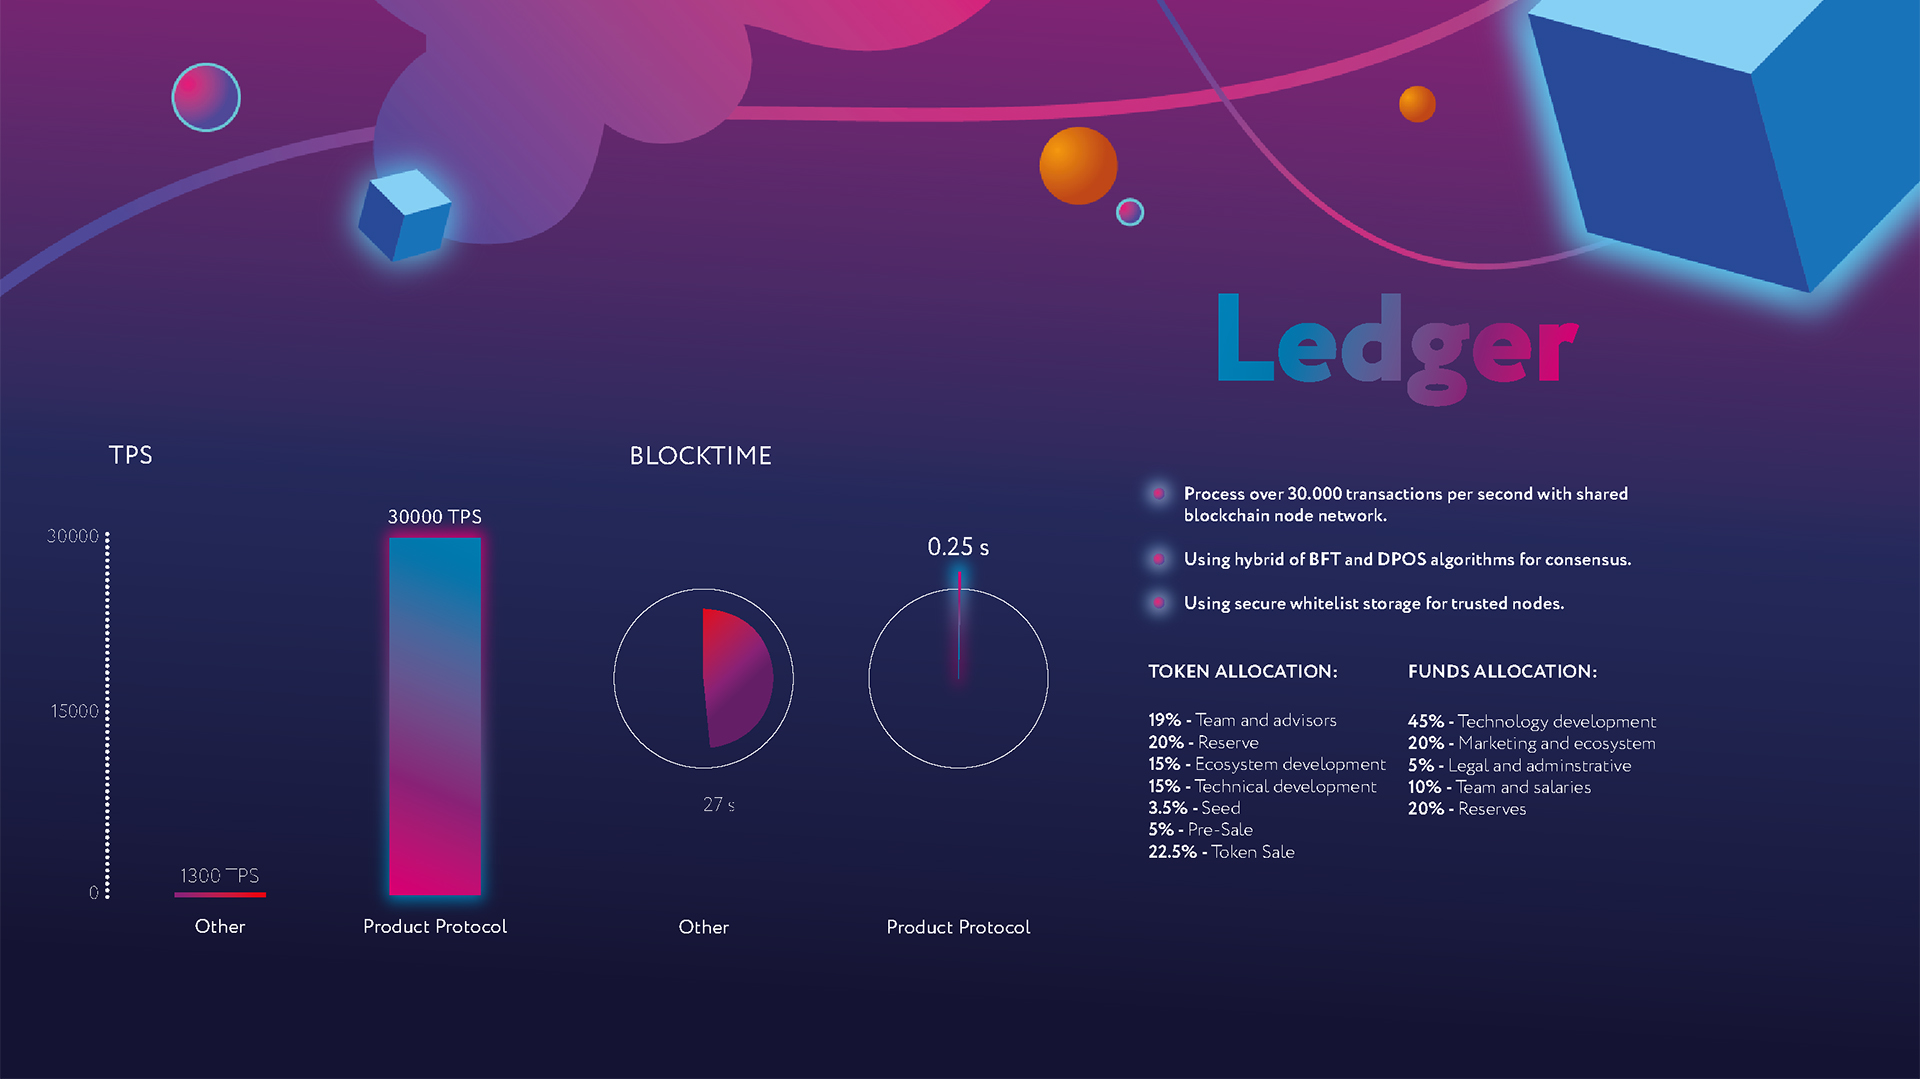 Ledger
TPS
30000
15000
0
30000 TPS
1300 TPS
Other
Product Protocol
BLOCKTIME
27 s
0.25 s
Other
Product Protocol
Process over 30.000 transactions per second with shared
blockchain node network.
Using hybrid of BFT and DPOS algorithms for consensus.
Using secure whitelist storage for trusted nodes.
TOKEN ALLOCATION:
19% - Team and advisors
20% - Reserve
15% - Ecosystem development
15% - Technical development
3.5% - Seed
5% - Pre-Sale
22.5% - Token Sale
FUNDS ALLOCATION:
45% - Technology development
20% - Marketing and ecosystem
5% - Legal and adminstrative
10% - Team and salaries
20% - Reserves